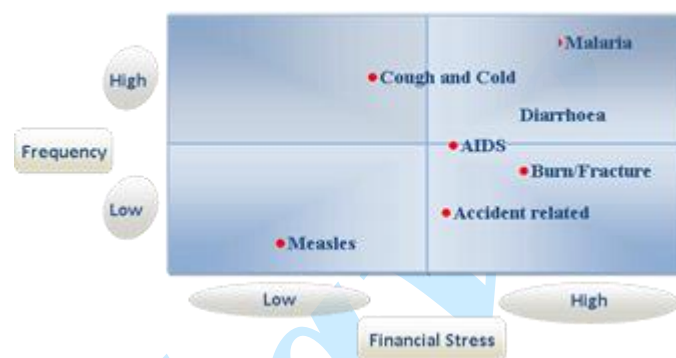 Malaria
High
Cough and Cold
Diarrhoea
Frequency
AIDS
Burn/Fracture
Low
Accident related
Measles
Low
High
Financial Stress